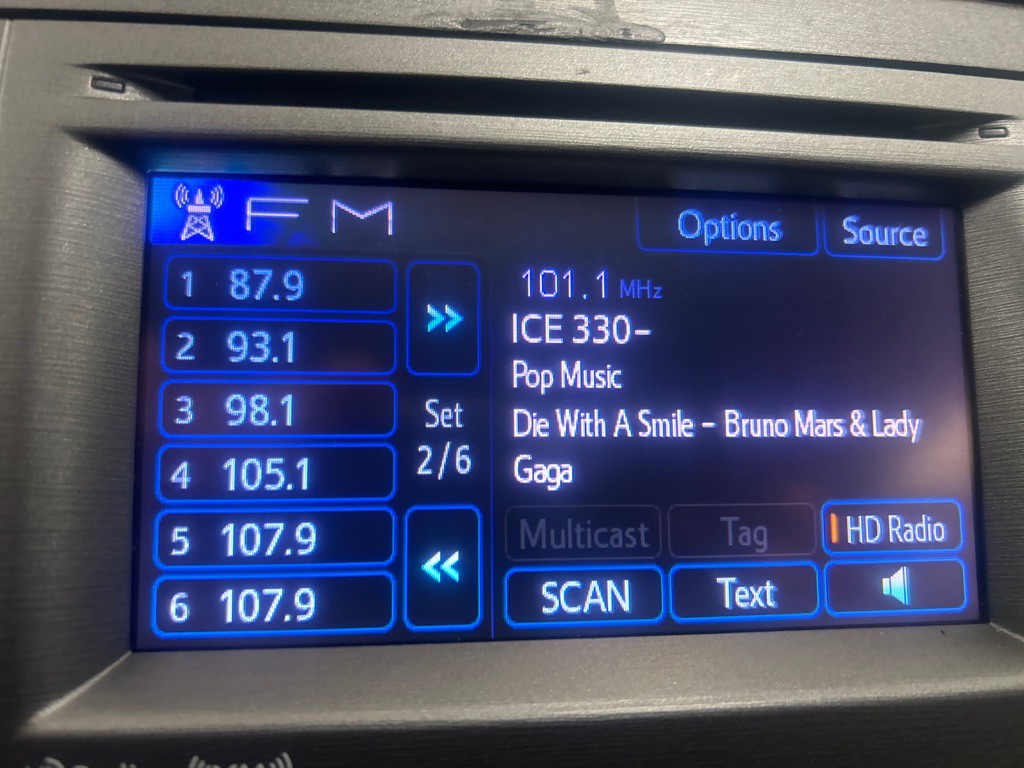 FM
Options
Source
1 87.9
2 93.1
3 98.1
4 105.1
5 107.9
6 107.9
>>
Set
2/6
<<
101.1 MHz
ICE 330-
Pop Music
Die With A Smile - Bruno Mars & Lady
Gaga
Multicast
Tag
HD Radio
SCAN
Text